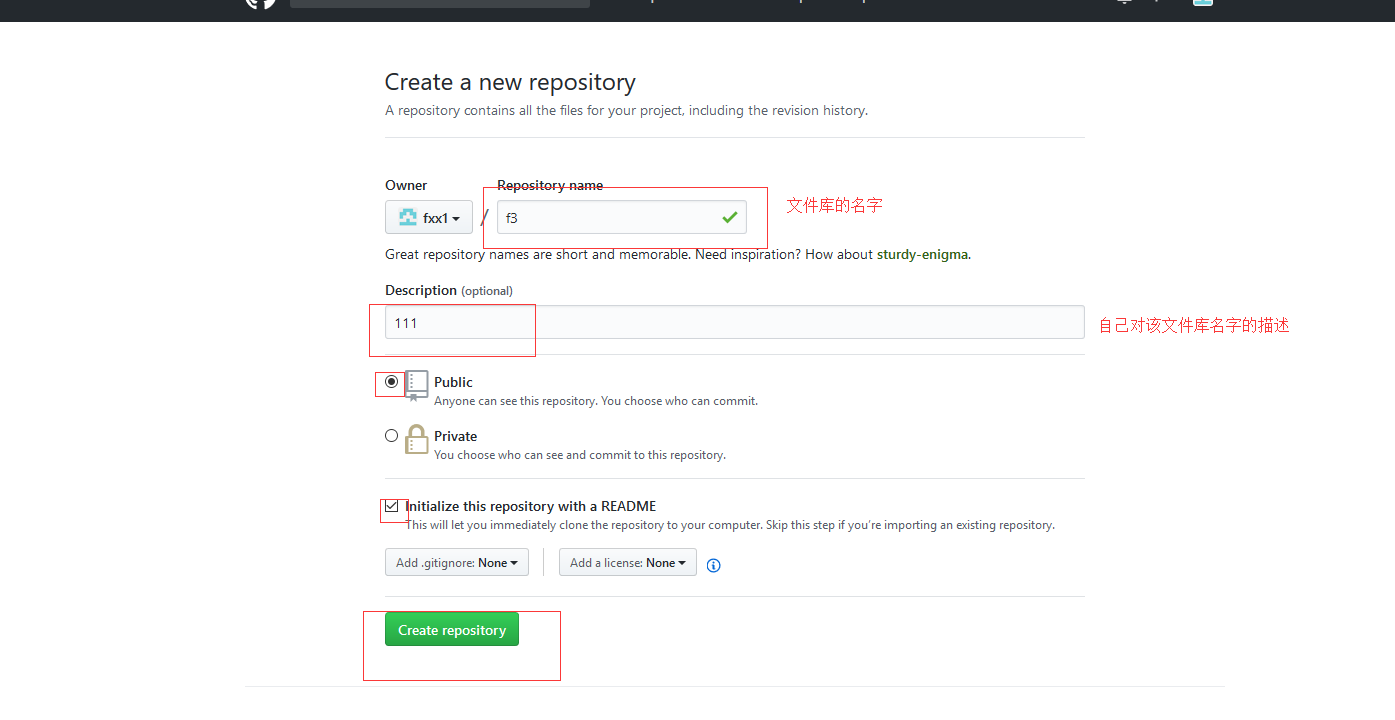 Create a new repository
A repository contains all the files for your project, including the revision history.
Owner
Repository name
fxx1
/
f3
文件库的名字
Great repository names are short and memorable. Need inspiration? How about sturdy-enigma.
Description (optional)
111
自己对该文件库名字的描述
Public
Anyone can see this repository. You choose who can commit.
Private
You choose who can see and commit to this repository.
Initialize this repository with a README
This will let you immediately clone the repository to your computer. Skip this step if you’re importing an existing repository.
Add .gitignore: None
Add a license: None
Create repository